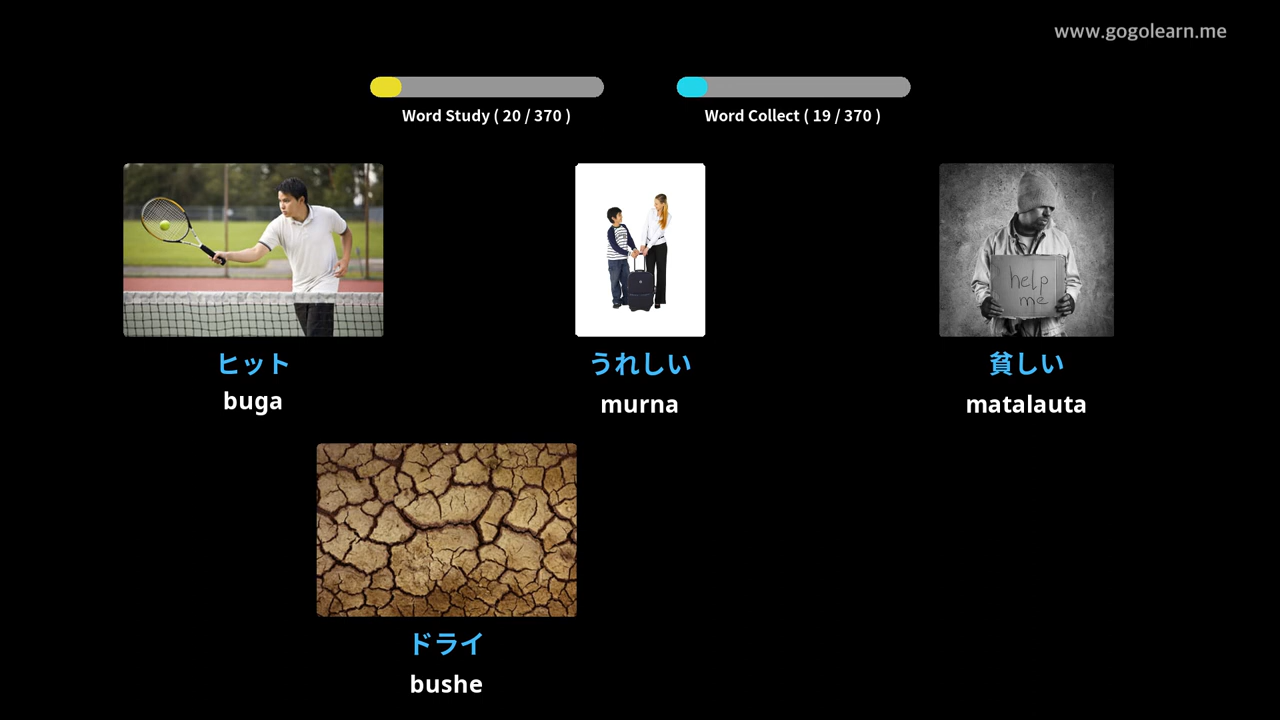 www.gogolearn.me
Word Study ( 20 / 370 )
Word Collect ( 19 / 370 )
help
me
ヒット
buga
うれしい
murna
貧しい
matalauta
ドライ
bushe